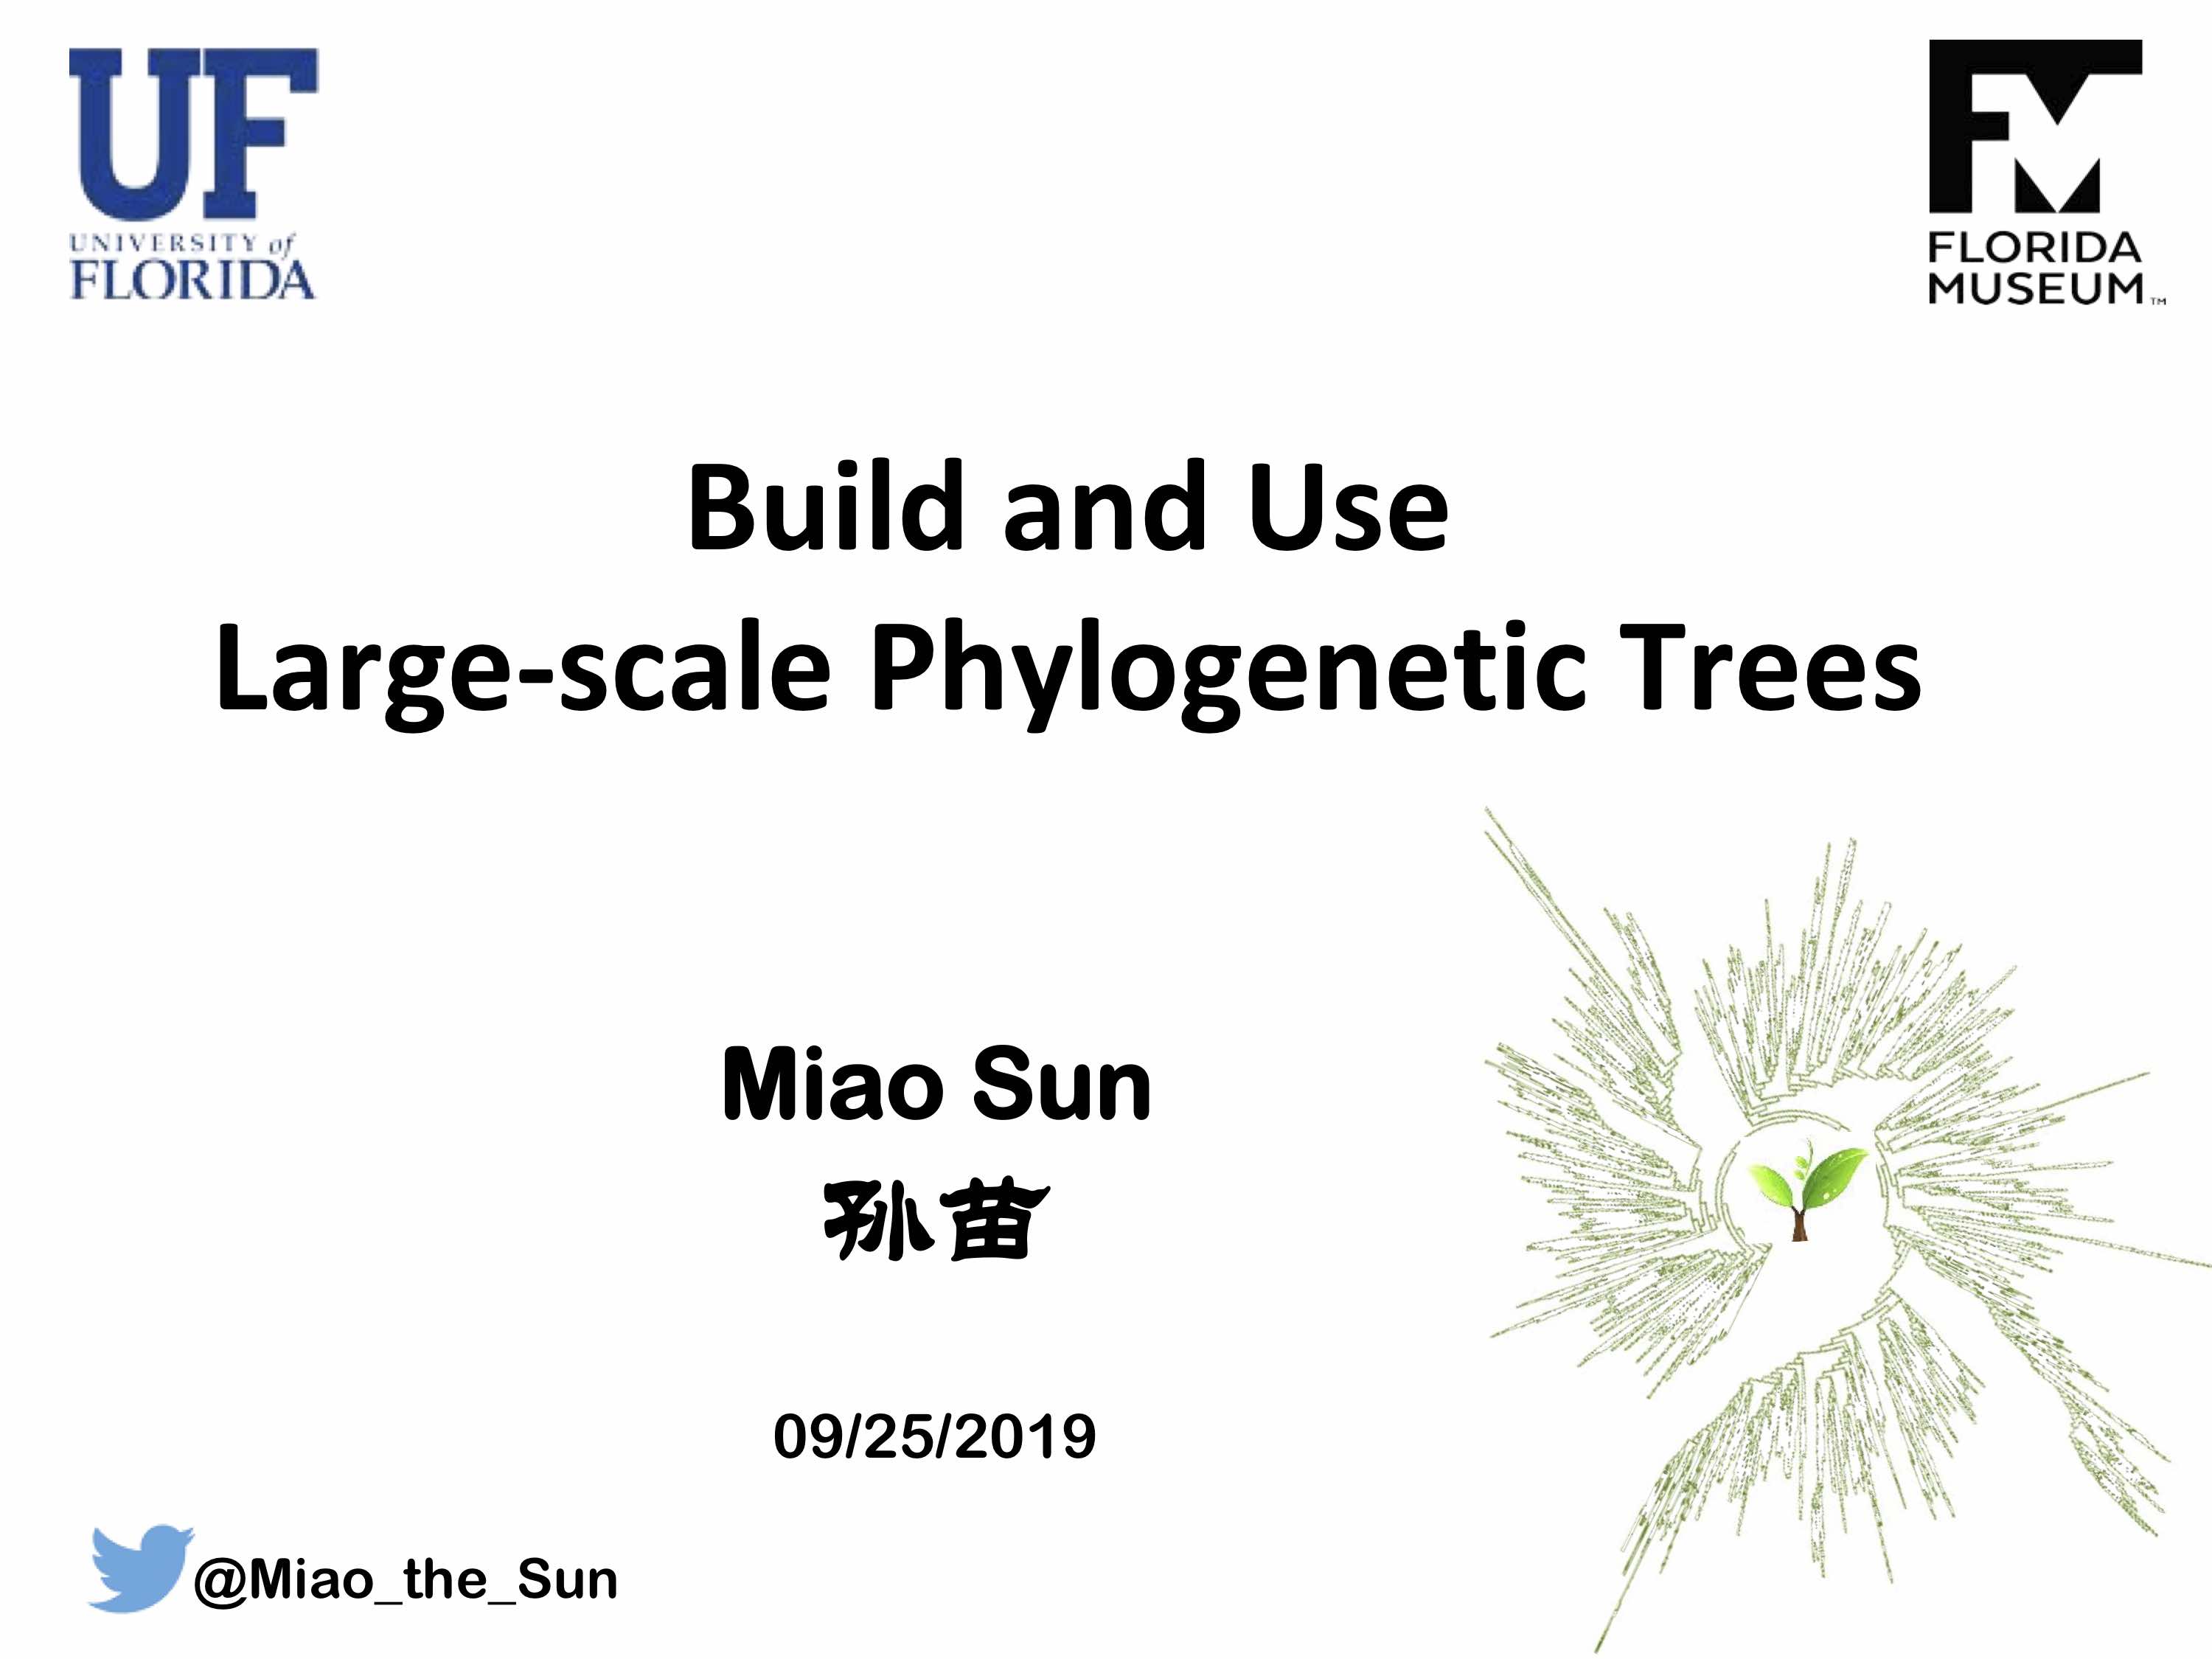 UF
UNIVERSITY of
FLORIDA
FM
FLORIDA
MUSEUM™
Build and Use
Large-scale Phylogenetic Trees
Miao Sun
孙苗
09/25/2019
@Miao_the_Sun